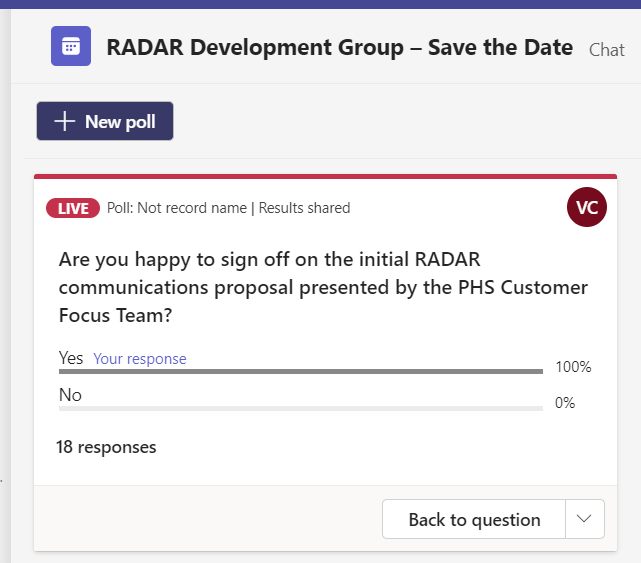 RADAR Development Group – Save the Date Chat
New poll
LIVE Poll: Not record name | Results shared VC
Are you happy to sign off on the initial RADAR
communications proposal presented by the PHS Customer
Focus Team?
Yes Your response 100%
No 0%
18 responses
Back to question